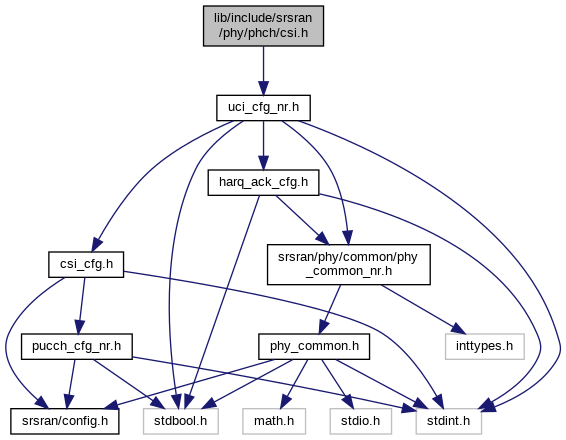 lib/include/srsran
/phy/phch/csi.h
uci_cfg_nr.h
harq_ack_cfg.h
csi_cfg.h
srsran/phy/common/phy
_common_nr.h
pucch_cfg_nr.h
phy_common.h
inttypes.h
srsran/config.h
stdbool.h
math.h
stdio.h
stdint.h